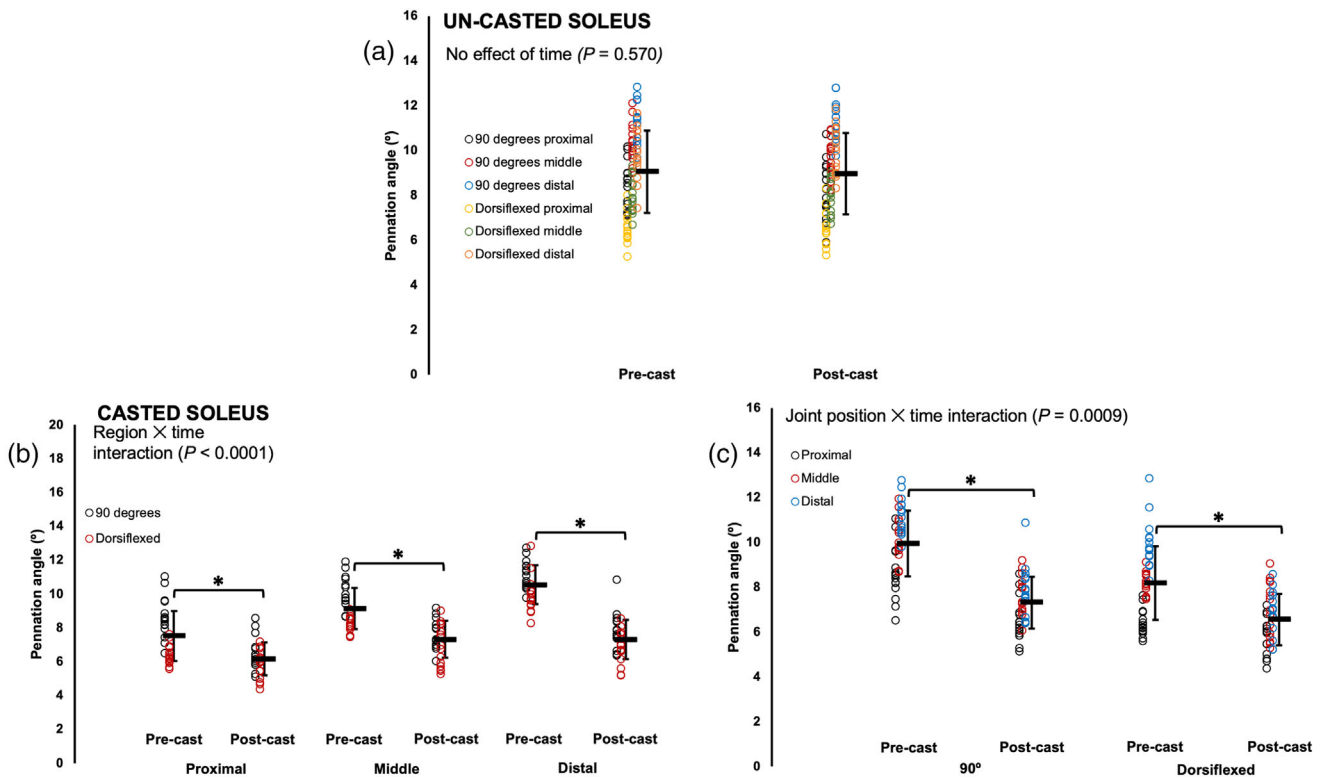 UN-CASTED SOLEUS
(a)
No effect of time (P = 0.570)
16
14
12
10
8
6
4
2
0
Pennation angle (º)
90 degrees proximal
90 degrees middle
90 degrees distal
Dorsiflexed proximal
Dorsiflexed middle
Dorsiflexed distal
Pre-cast
Post-cast
CASTED SOLEUS
(b)
Region × time
interaction (P < 0.0001)
20
18
16
14
12
10
8
6
4
2
0
Pennation angle (º)
90 degrees
Dorsiflexed
*
*
*
Pre-cast Post-cast Pre-cast Post-cast Pre-cast Post-cast
Proximal Middle Distal
(c)
Joint position × time interaction (P = 0.0009)
16
14
12
10
8
6
4
2
0
Pennation angle (º)
Proximal
Middle
Distal
*
*
Pre-cast Post-cast Pre-cast Post-cast
90º Dorsiflexed